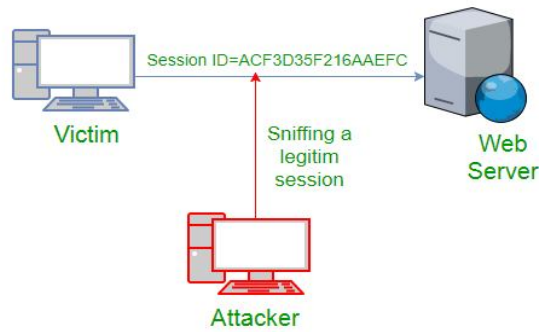 Session ID=ACF3D35F216AAEFC
Victim
Sniffing a
legitim
session
Web
Server
Attacker